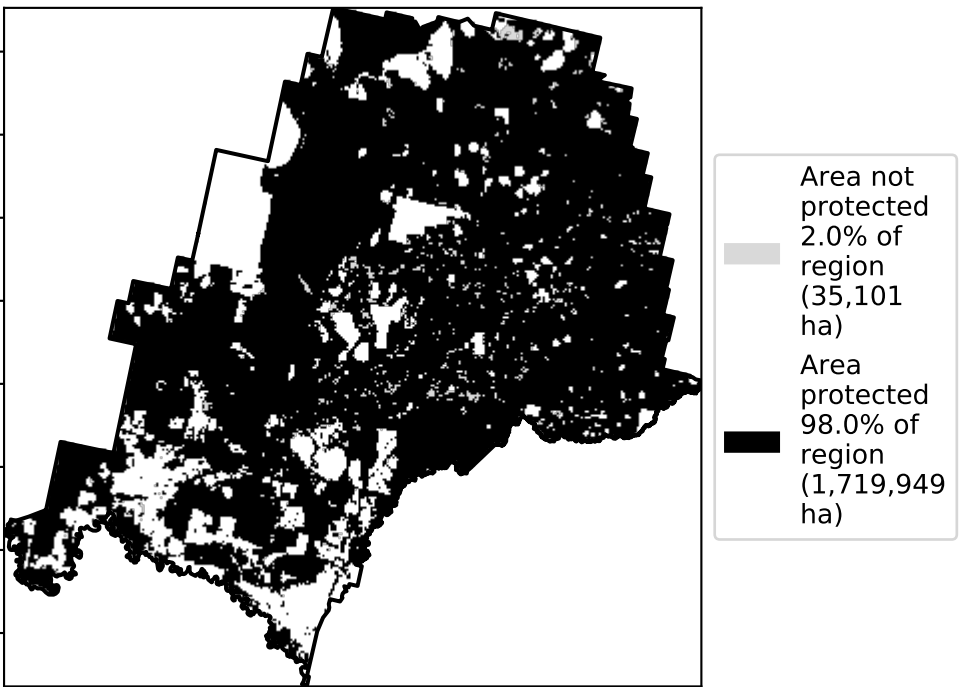 Area not
protected
2.0% of
region
(35,101
ha)
Area
protected
98.0% of
region
(1,719,949
ha)